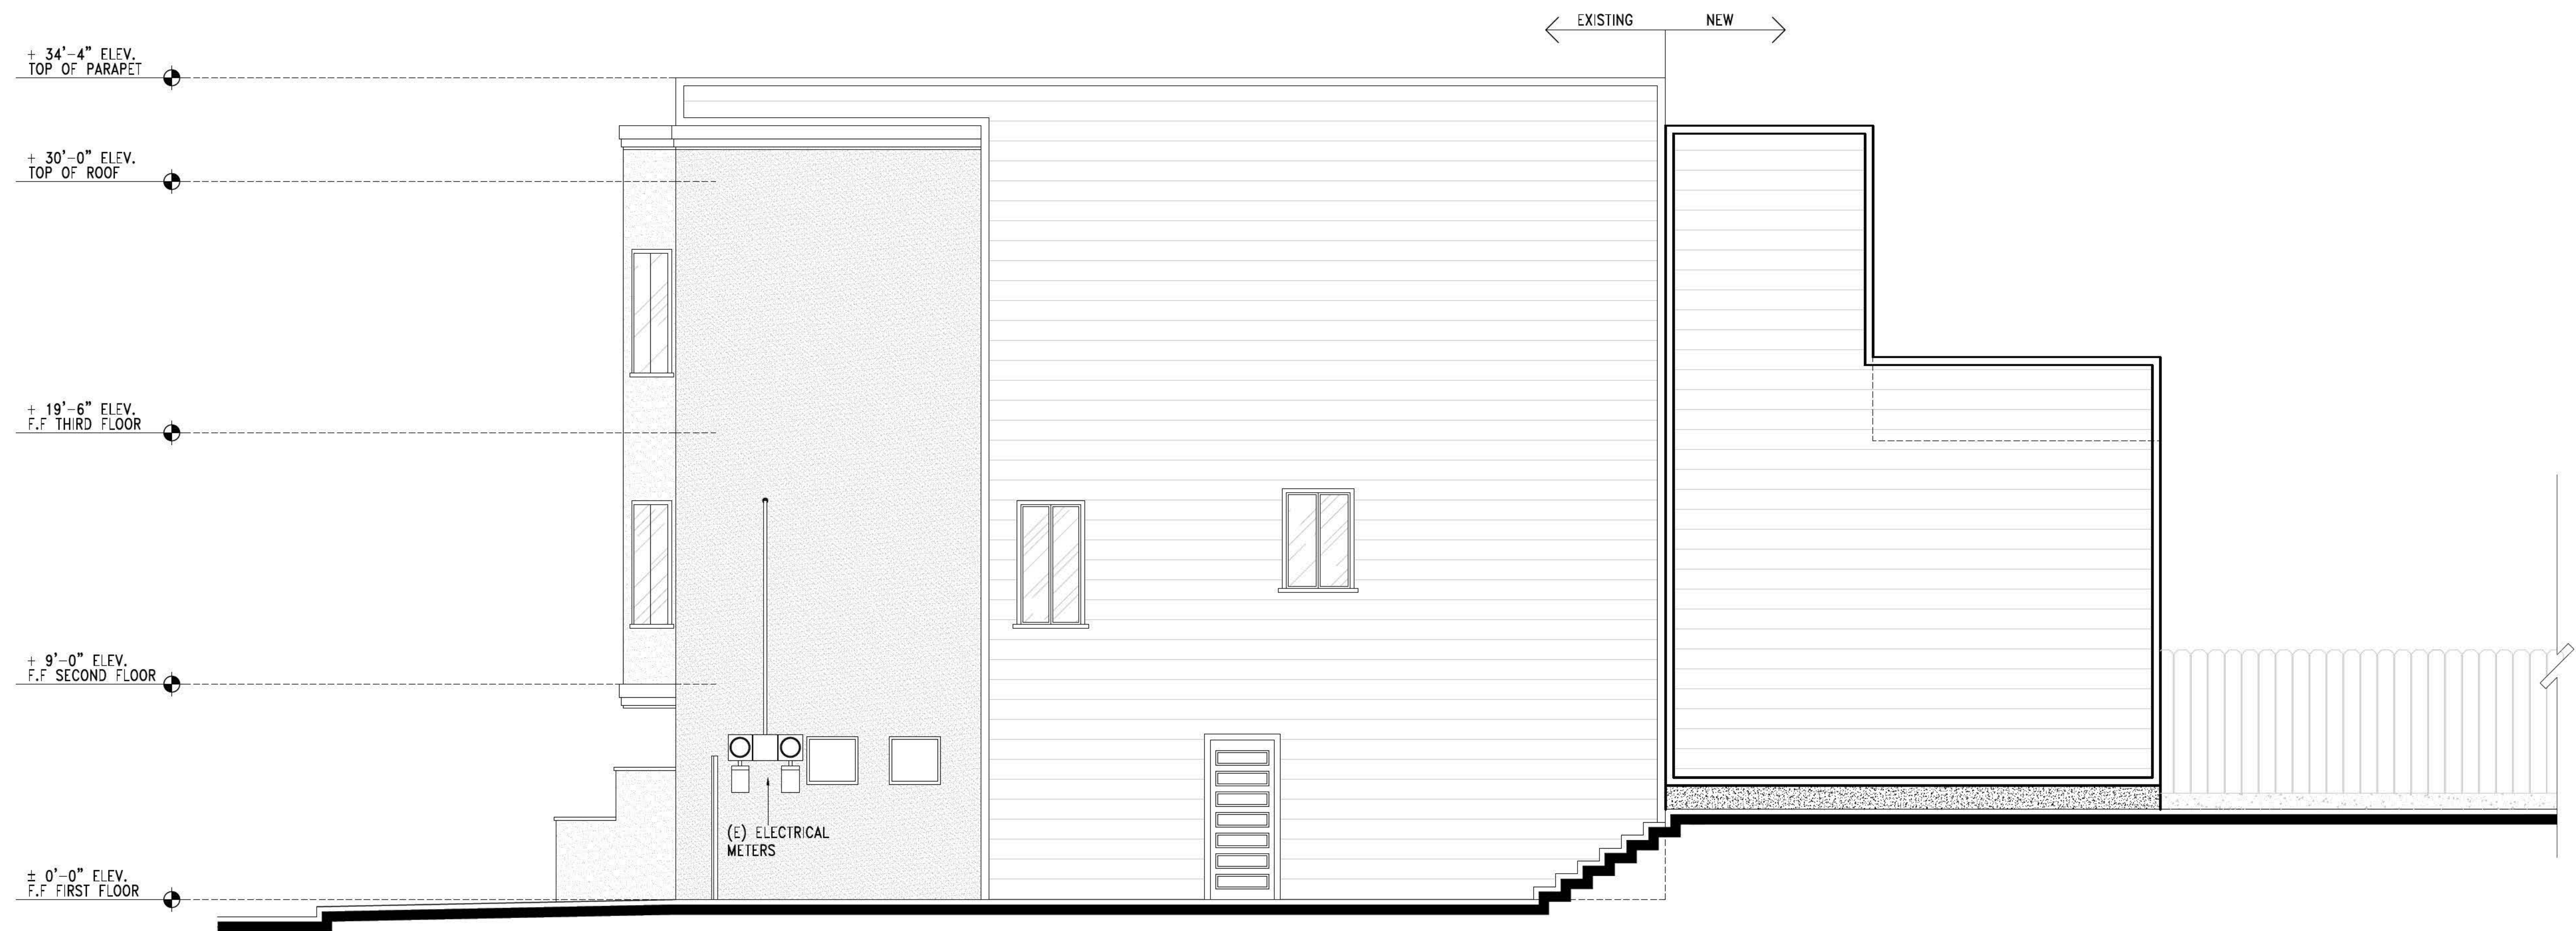 EXISTING NEW
+ 34'-4" ELEV.
TOP OF PARAPET
+ 30'-0" ELEV.
TOP OF ROOF
+ 19'-6" ELEV.
F.F THIRD FLOOR
+ 9'-0" ELEV.
F.F SECOND FLOOR
(E) ELECTRICAL
METERS
± 0'-0" ELEV.
F.F FIRST FLOOR